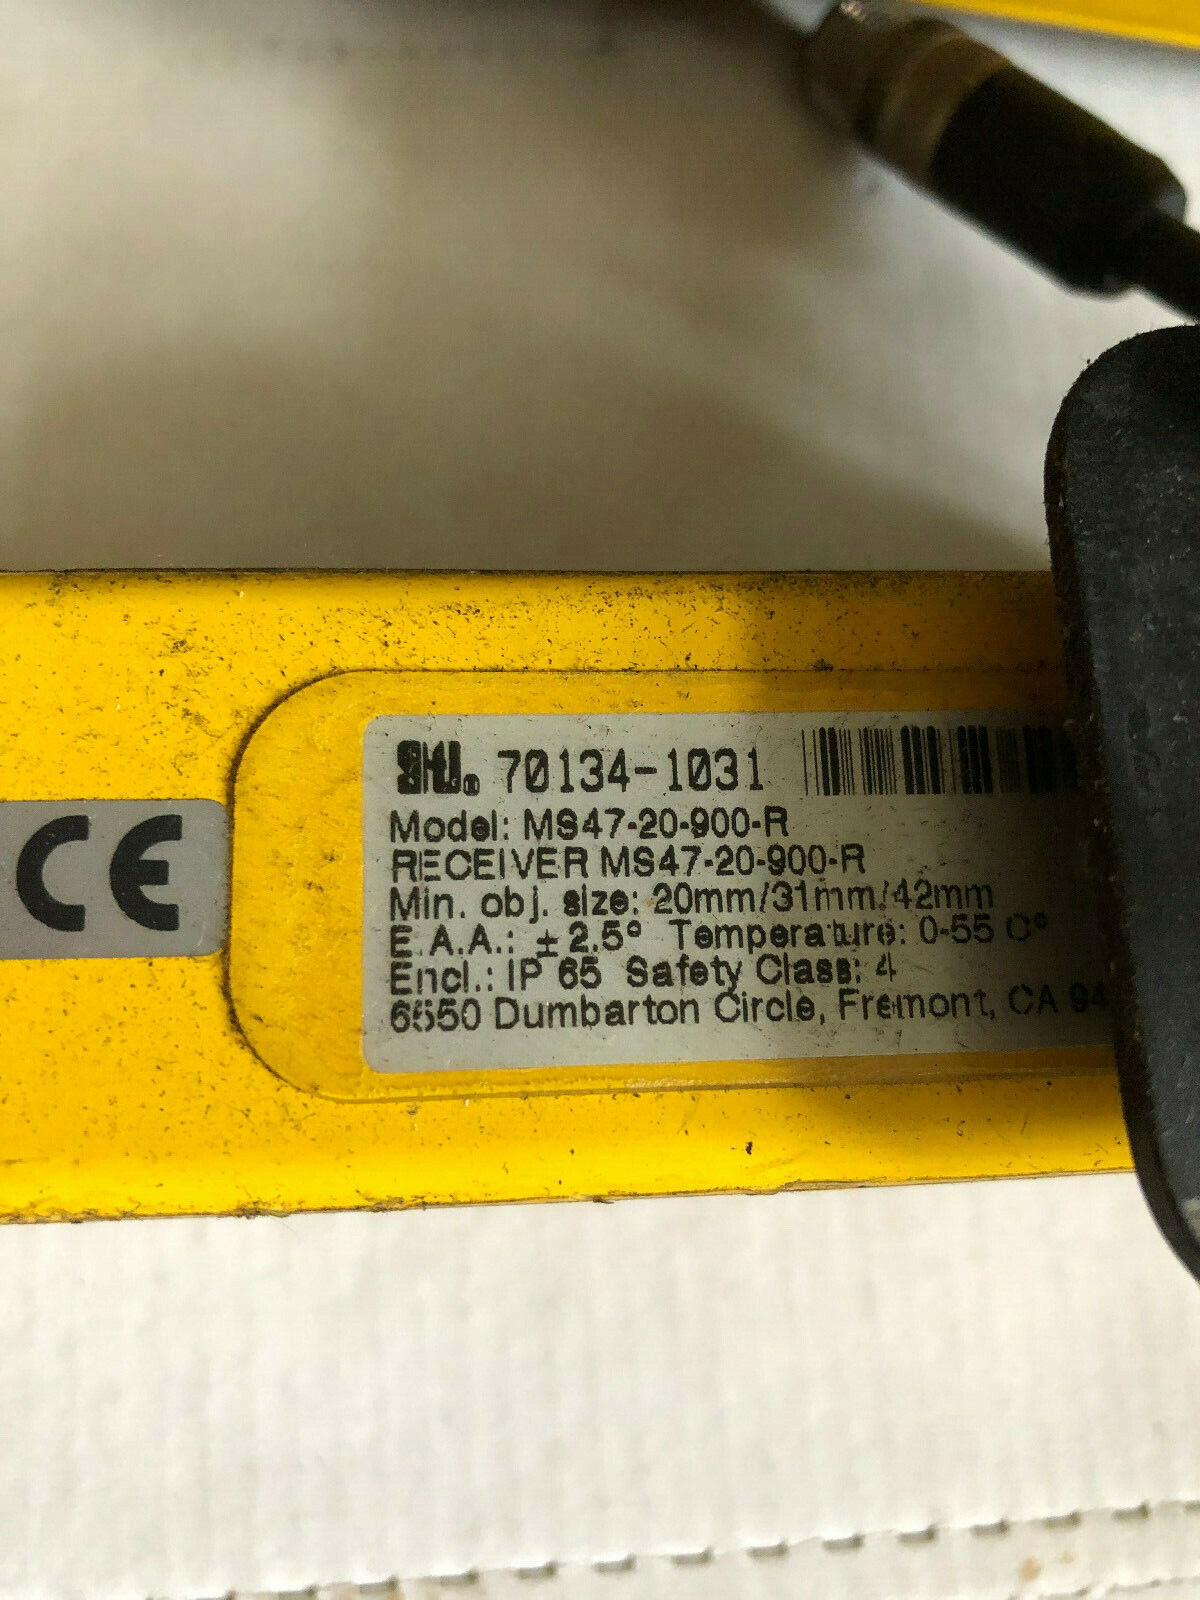 CE
STI® 70134-1031
Model: MS47-20-900-R
RECEIVER MS47-20-900-R
Min. obj. size: 20mm/31mm/42mm
E.A.A.: ±2.5° Temperature: 0-55 C°
Encl.: IP 65 Safety Class: 4
6550 Dumbarton Circle, Fremont, CA 94